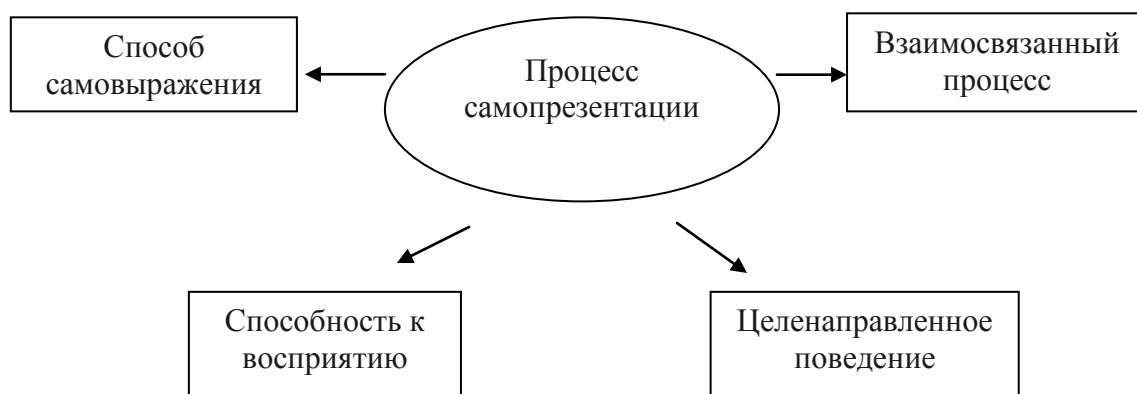 Способ
самовыражения
Процесс
самопрезентации
Взаимосвязанный
процесс
Способность к
восприятию
Целенаправленное
поведение